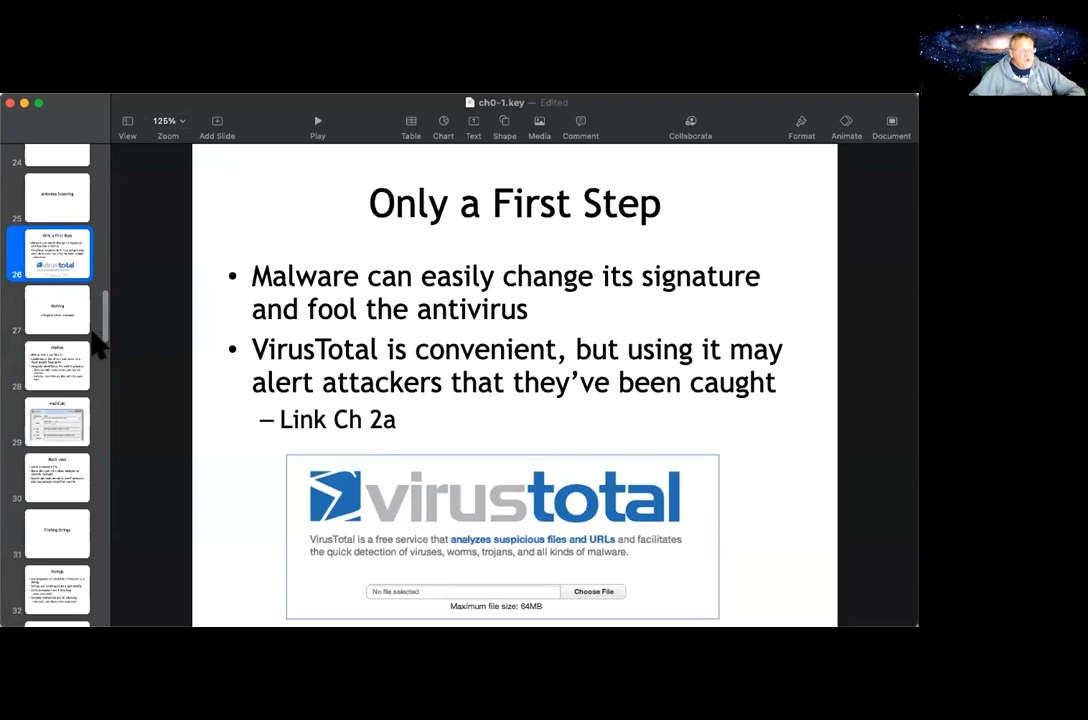 ch0-1.key — Edited
125%
View Zoom Add Slide Play Table Chart Text Shape Media Comment Collaborate Format Animate Document
24
Antivirus Scanning
25
Only a First Step
26
Hashing
27
Hashes
28
HashCalc
29
Hash Uses
30
Finding Strings
31
Strings
32
Only a First Step
• Malware can easily change its signature
and fool the antivirus
• VirusTotal is convenient, but using it may
alert attackers that they’ve been caught
– Link Ch 2a
virustotal
VirusTotal is a free service that analyzes suspicious files and URLs and facilitates
the quick detection of viruses, worms, trojans, and all kinds of malware.
No file selected Choose File
Maximum file size: 64MB